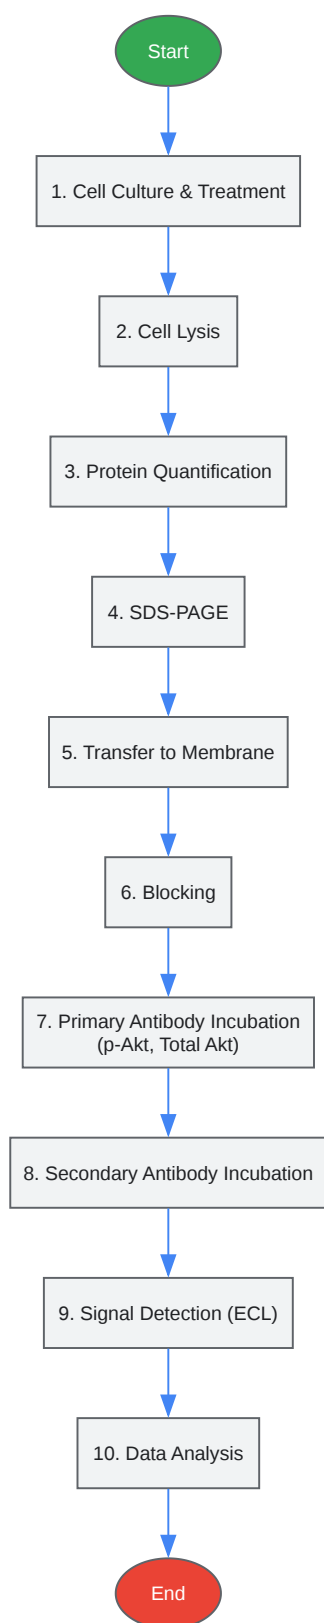 Start
1. Cell Culture & Treatment
2. Cell Lysis
3. Protein Quantification
4. SDS-PAGE
5. Transfer to Membrane
6. Blocking
7. Primary Antibody Incubation
(p-Akt, Total Akt)
8. Secondary Antibody Incubation
9. Signal Detection (ECL)
10. Data Analysis
End